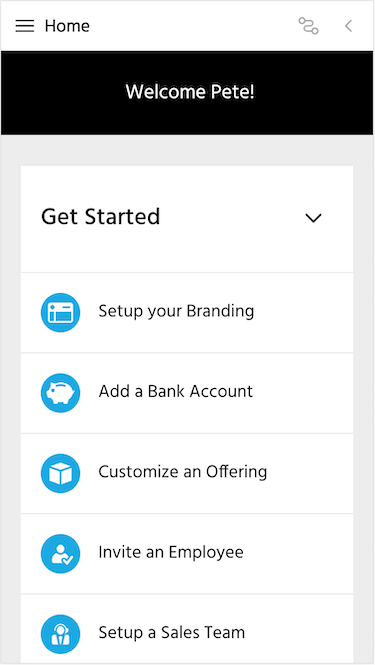 Home
Welcome Pete!
Get Started
Setup your Branding
Add a Bank Account
Customize an Offering
Invite an Employee
Setup a Sales Team